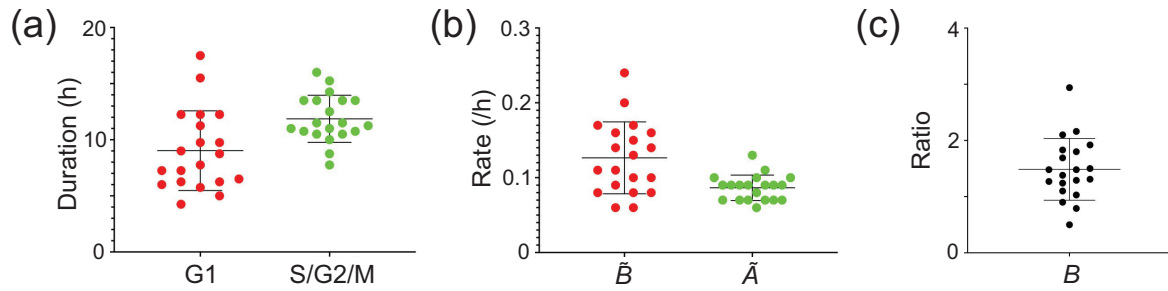 (a)
Duration (h)
20
10
0
G1 S/G2/M
(b)
Rate (/h)
0.3
0.2
0.1
0
B̃ Ã
(c)
Ratio
4
2
0
B